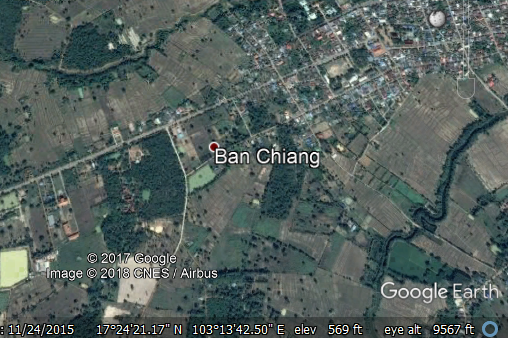 Ban Chiang
© 2017 Google
Image © 2018 CNES / Airbus
Google Earth
: 11/24/2015 17°24'21.17" N 103°13'42.50" E elev 569 ft eye alt 9567 ft